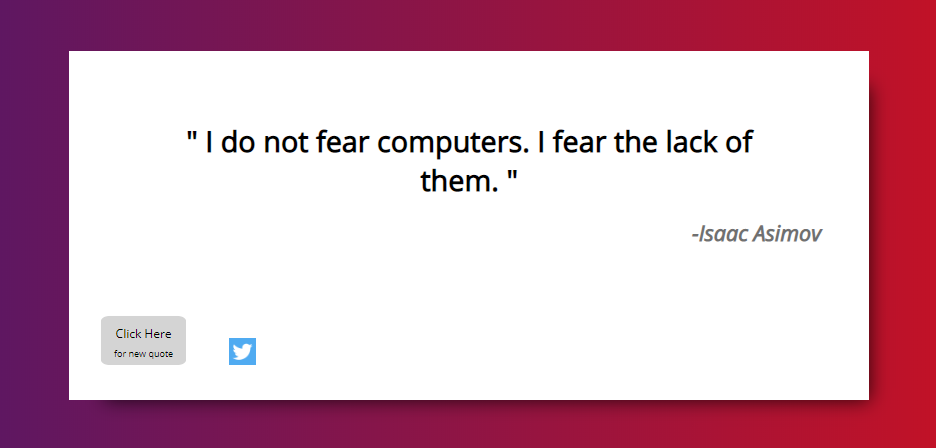 " I do not fear computers. I fear the lack of
them. "
-Isaac Asimov
Click Here
for new quote